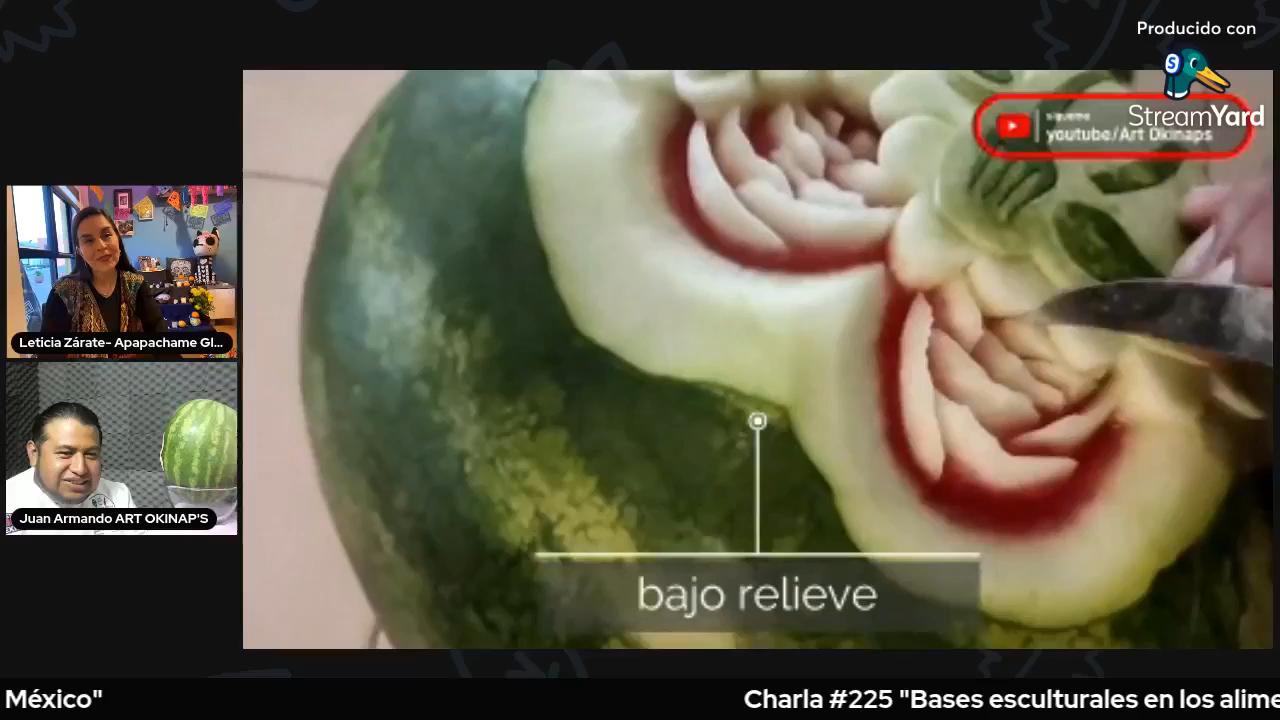 Producido con
StreamYard
sígueme
youtube/Art Okinaps
Leticia Zárate- Apapachame Gl...
Juan Armando ART OKINAP'S
bajo relieve
México" Charla #225 "Bases esculturales en los alime